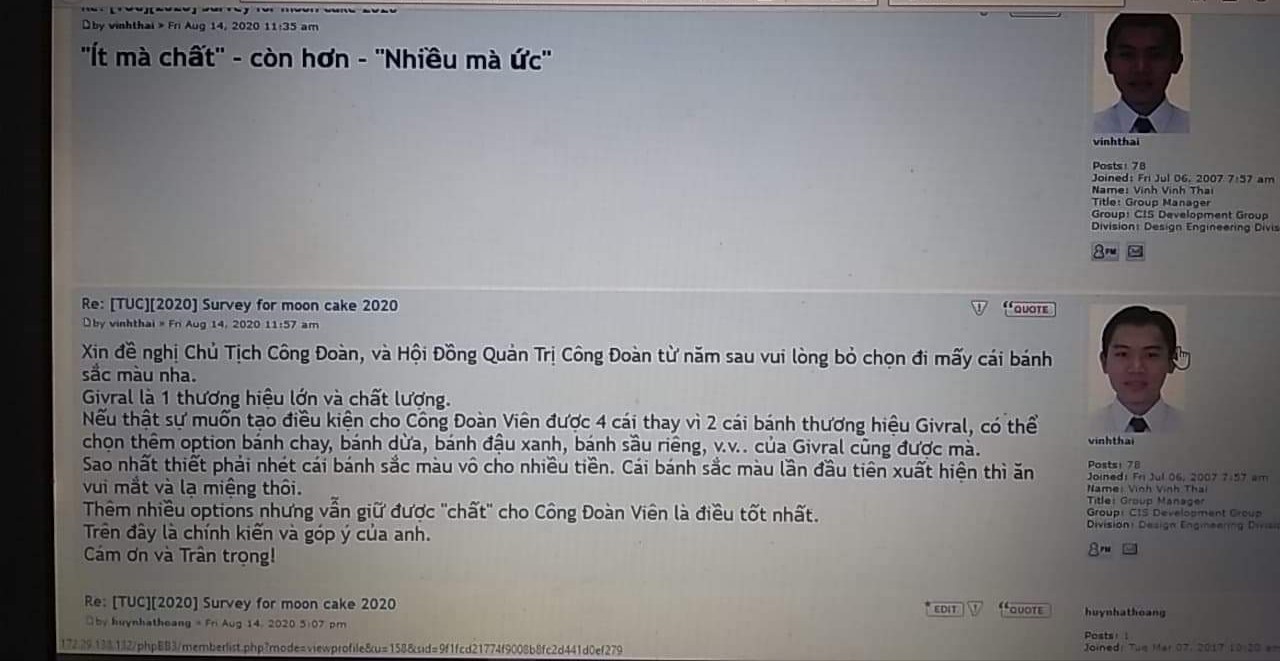 by vinhthai » Fri Aug 14, 2020 11:35 am
"Ít mà chất" - còn hơn - "Nhiều mà ức"
vinhthai
Posts: 78
Joined: Fri Jul 06, 2007 7:57 am
Name: Vinh Vinh Thai
Title: Group Manager
Group: CIS Development Group
Division: Design Engineering Divis
PM
Re: [TUC][2020] Survey for moon cake 2020
QUOTE
by vinhthai » Fri Aug 14, 2020 11:57 am
Xin đề nghị Chủ Tịch Công Đoàn, và Hội Đồng Quản Trị Công Đoàn từ năm sau vui lòng bỏ chọn đi mấy cái bánh
sắc màu nha.
Givral là 1 thương hiệu lớn và chất lượng.
Nếu thật sự muốn tạo điều kiện cho Công Đoàn Viên được 4 cái thay vì 2 cái bánh thương hiệu Givral, có thể
chọn thêm option bánh chay, bánh dừa, bánh đậu xanh, bánh sầu riêng, v.v.. của Givral cũng được mà.
Sao nhất thiết phải nhét cái bánh sắc màu vô cho nhiều tiền. Cái bánh sắc màu lần đầu tiên xuất hiện thì ăn
vui mắt và lạ miệng thôi.
Thêm nhiều options nhưng vẫn giữ được "chất" cho Công Đoàn Viên là điều tốt nhất.
Trên đây là chính kiến và góp ý của anh.
Cám ơn và Trân trọng!
vinhthai
Posts: 78
Joined: Fri Jul 06, 2007 7:57 am
Name: Vinh Vinh Thai
Title: Group Manager
Group: CIS Development Group
Division: Design Engineering Divisi
PM
Re: [TUC][2020] Survey for moon cake 2020
EDIT
QUOTE
by huynhathoang » Fri Aug 14, 2020 5:07 pm
huynhathoang
Posts: 1
Joined: Tue Mar 07, 2017 10:20 am
172.29.138.132/phpBB3/memberlist.php?mode=viewprofile&u=158&sid=9f1fcd21774f9008b8fc2d441d0ef279